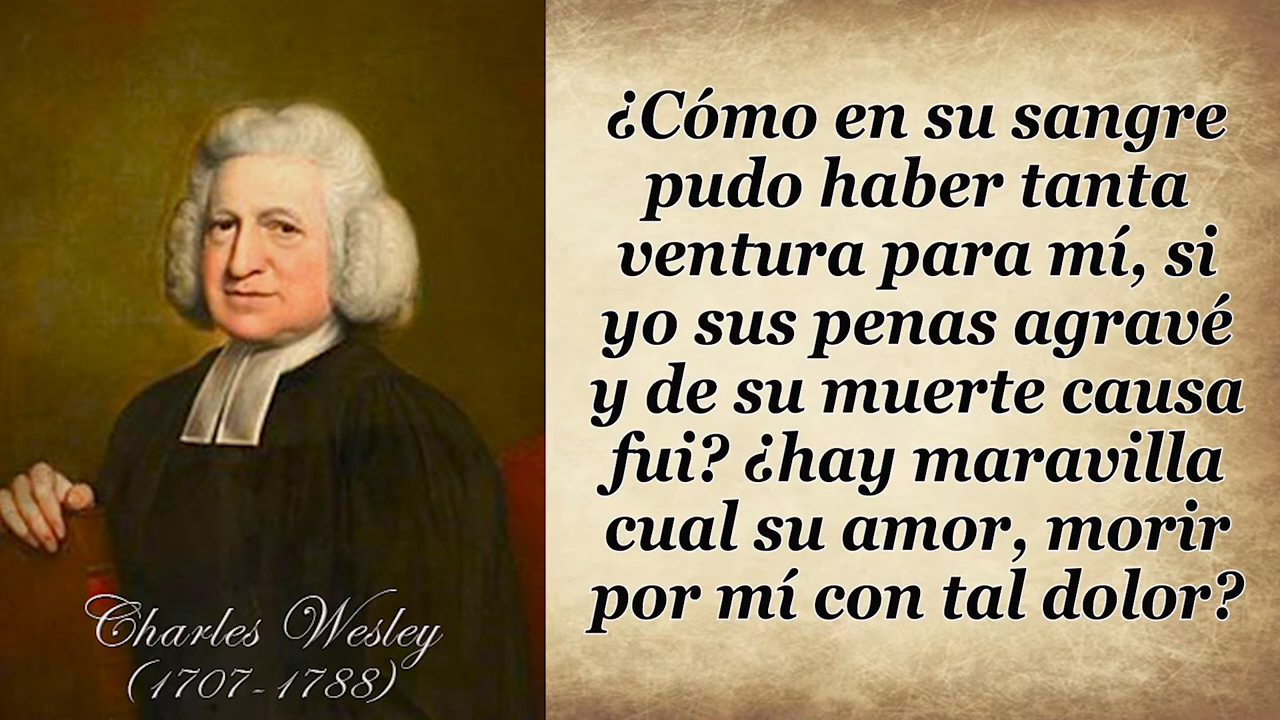 ¿Cómo en su sangre
pudo haber tanta
ventura para mí, si
yo sus penas agravé
y de su muerte causa
fui? ¿hay maravilla
cual su amor, morir
por mí con tal dolor?
Charles Wesley
(1707-1788)